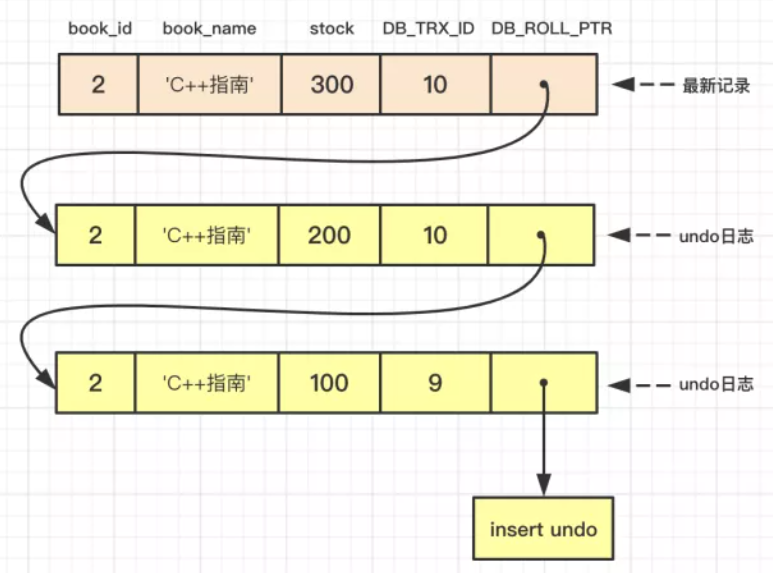 book_id book_name stock DB_TRX_ID DB_ROLL_PTR
2 'C++指南' 300 10 最新记录
2 'C++指南' 200 10 undo日志
2 'C++指南' 100 9 undo日志
insert undo